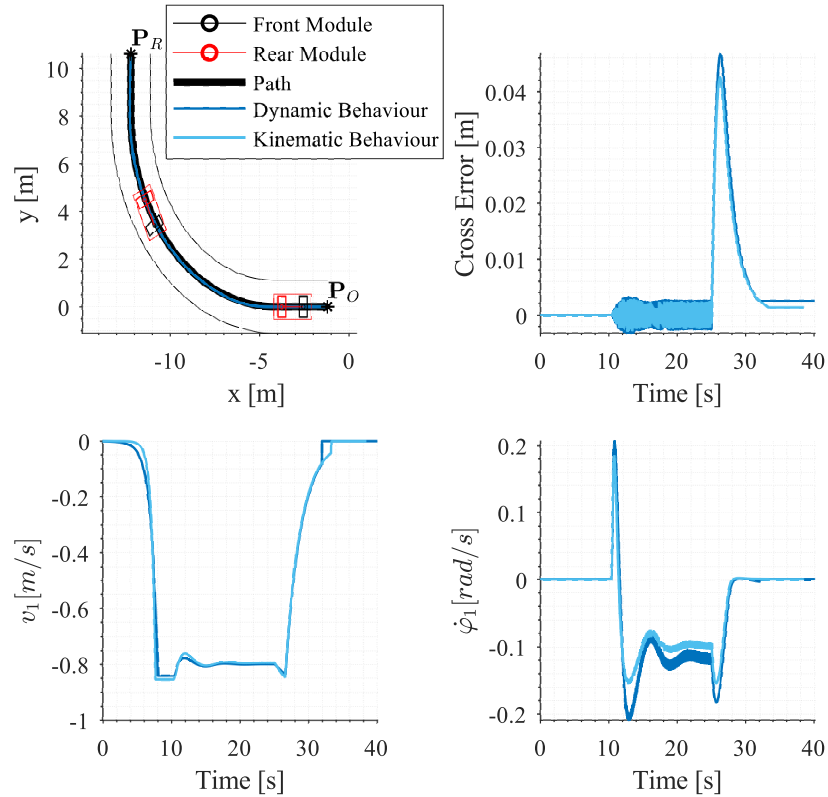 P_R
Front Module
Rear Module
Path
Dynamic Behaviour
Kinematic Behaviour
10
8
6
4
2
0
y [m]
P_O
-10
-5
0
x [m]
0.04
0.03
0.02
0.01
0
Cross Error [m]
0
10
20
30
40
Time [s]
0
-0.2
-0.4
-0.6
-0.8
-1
v_1[m/s]
0
10
20
30
40
Time [s]
0.2
0.1
0
-0.1
-0.2
φ̇_1[rad/s]
0
10
20
30
40
Time [s]